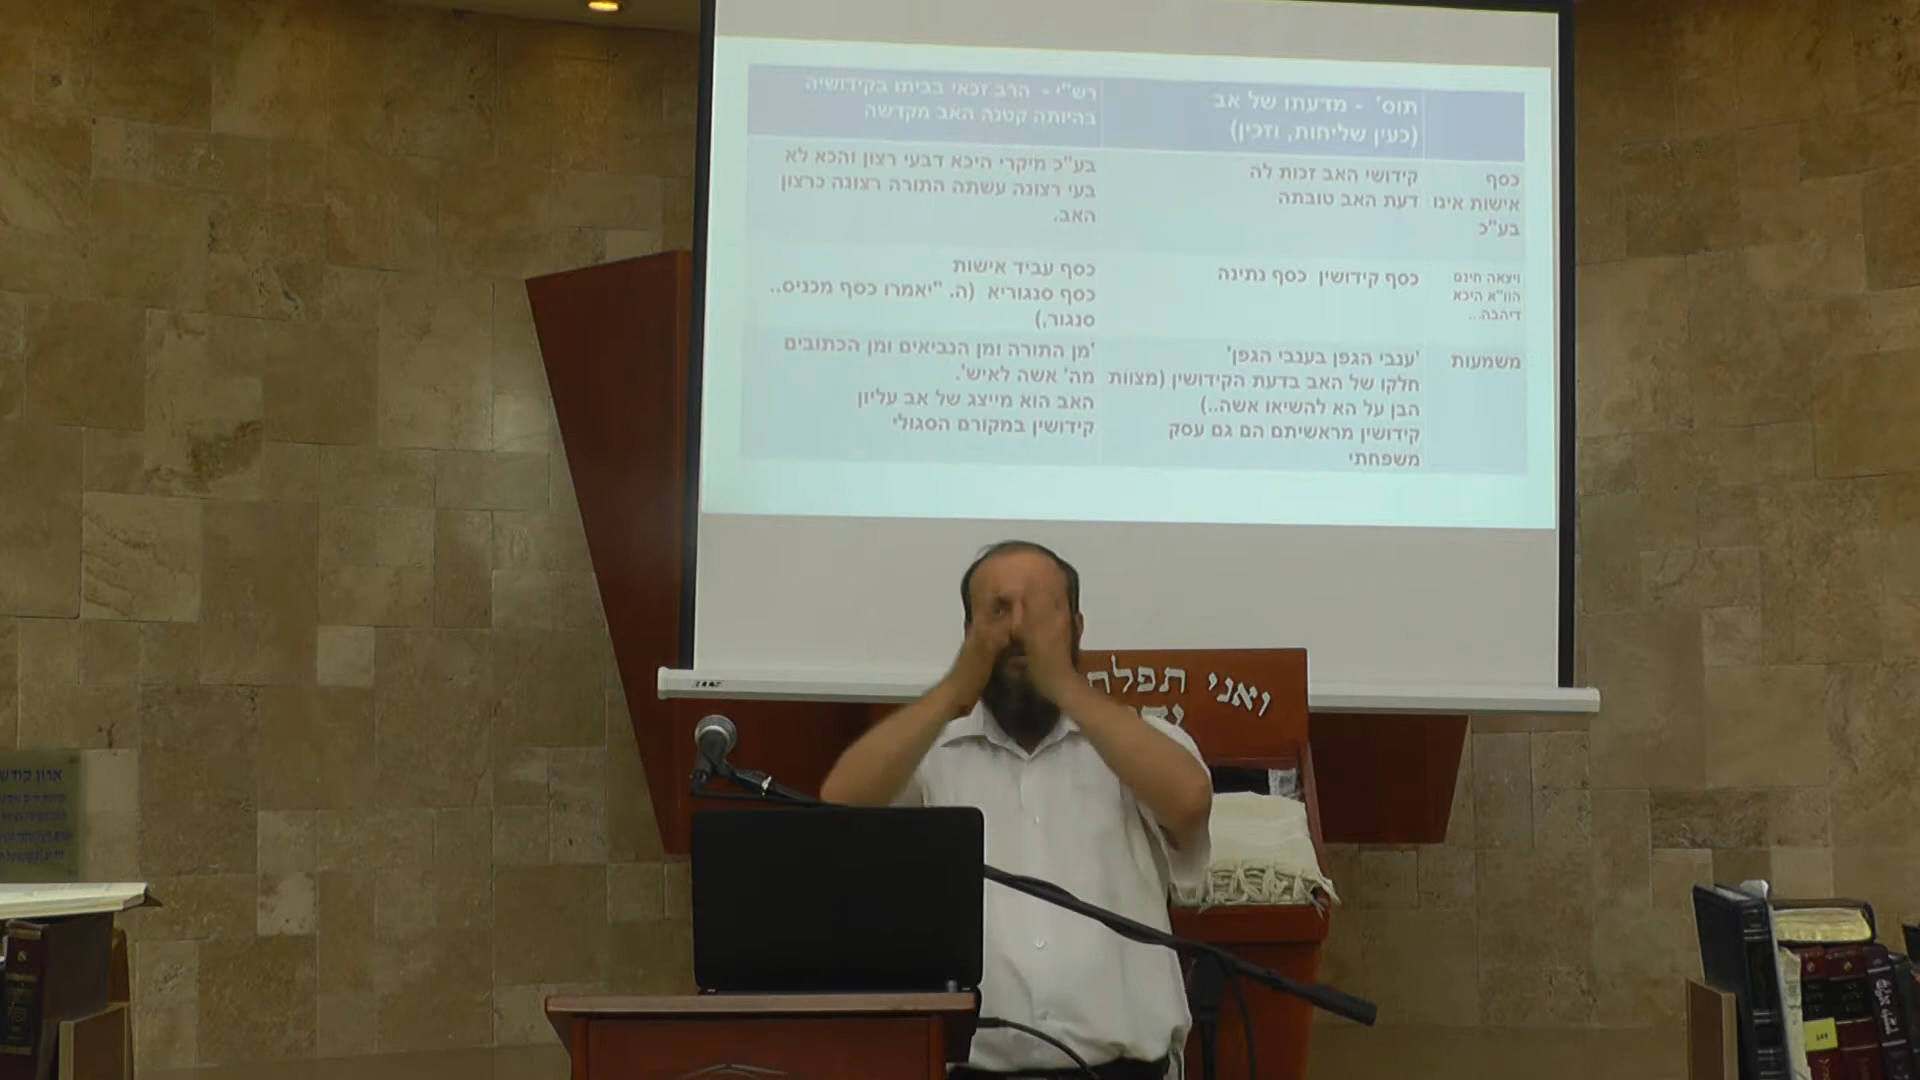 תוס' - מדעתו של אב
(כעין שליחות, וזכין)
רש"י - הרב זכאי בביתו בקידושיה
בהיותה קטנה האב מקדשה
כסף
אישות אינו
בע"כ
קידושי האב זכות לה
דעת האב טובתה
בע"כ מיקרי היכא דבעי רצון והכא לא
בעי רצונה עשתה התורה רצונה כרצון
האב.
ויצאה חינם
הוו"א היכא
דיהבה...
כסף קידושין כסף נתינה
כסף עביד אישות
כסף סנגוריא (ה. "יאמרו כסף מכניס..
סנגור.)
משמעות
'ענבי הגפן בענבי הגפן'
חלקו של האב בדעת הקידושין (מצוות
הבן על הא להשיאו אשה..)
קידושין מראשיתם הם גם עסק
משפחתי
'מן התורה ומן הנביאים ומן הכתובים
מה' אשה לאיש'.
האב הוא מייצג של אב עליון
קידושין במקורם הסגולי
ואני תפלת
ארון קודש